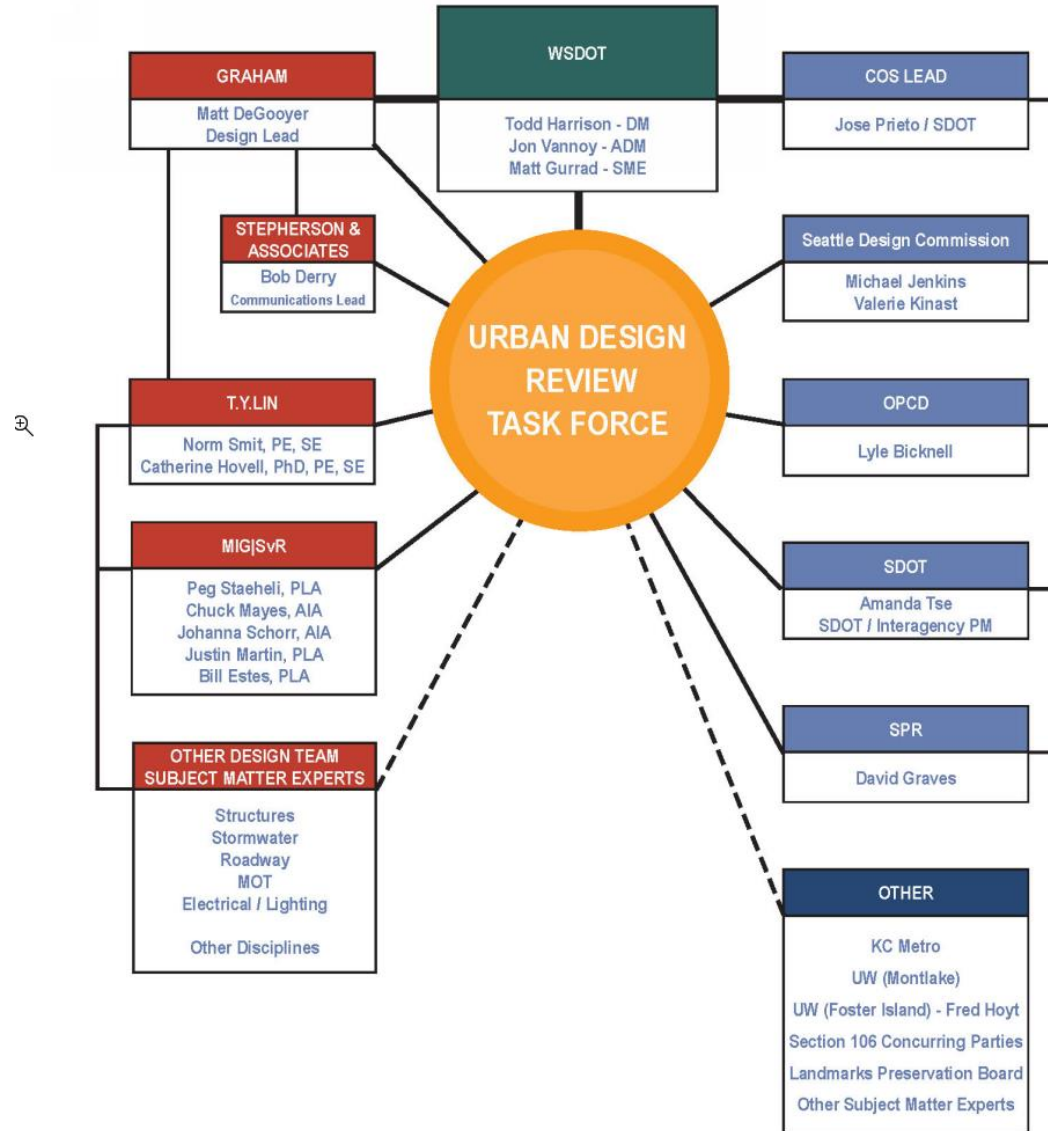 WSDOT
Todd Harrison - DM
Jon Vannoy - ADM
Matt Gurrad - SME
GRAHAM
Matt DeGooyer
Design Lead
STEPHERSON &
ASSOCIATES
Bob Derry
Communications Lead
T.Y.LIN
Norm Smit, PE, SE
Catherine Hovell, PhD, PE, SE
MIG|SvR
Peg Staeheli, PLA
Chuck Mayes, AIA
Johanna Schorr, AIA
Justin Martin, PLA
Bill Estes, PLA
OTHER DESIGN TEAM
SUBJECT MATTER EXPERTS
Structures
Stormwater
Roadway
MOT
Electrical / Lighting
Other Disciplines
URBAN DESIGN
REVIEW
TASK FORCE
COS LEAD
Jose Prieto / SDOT
Seattle Design Commission
Michael Jenkins
Valerie Kinast
OPCD
Lyle Bicknell
SDOT
Amanda Tse
SDOT / Interagency PM
SPR
David Graves
OTHER
KC Metro
UW (Montlake)
UW (Foster Island) - Fred Hoyt
Section 106 Concurring Parties
Landmarks Preservation Board
Other Subject Matter Experts